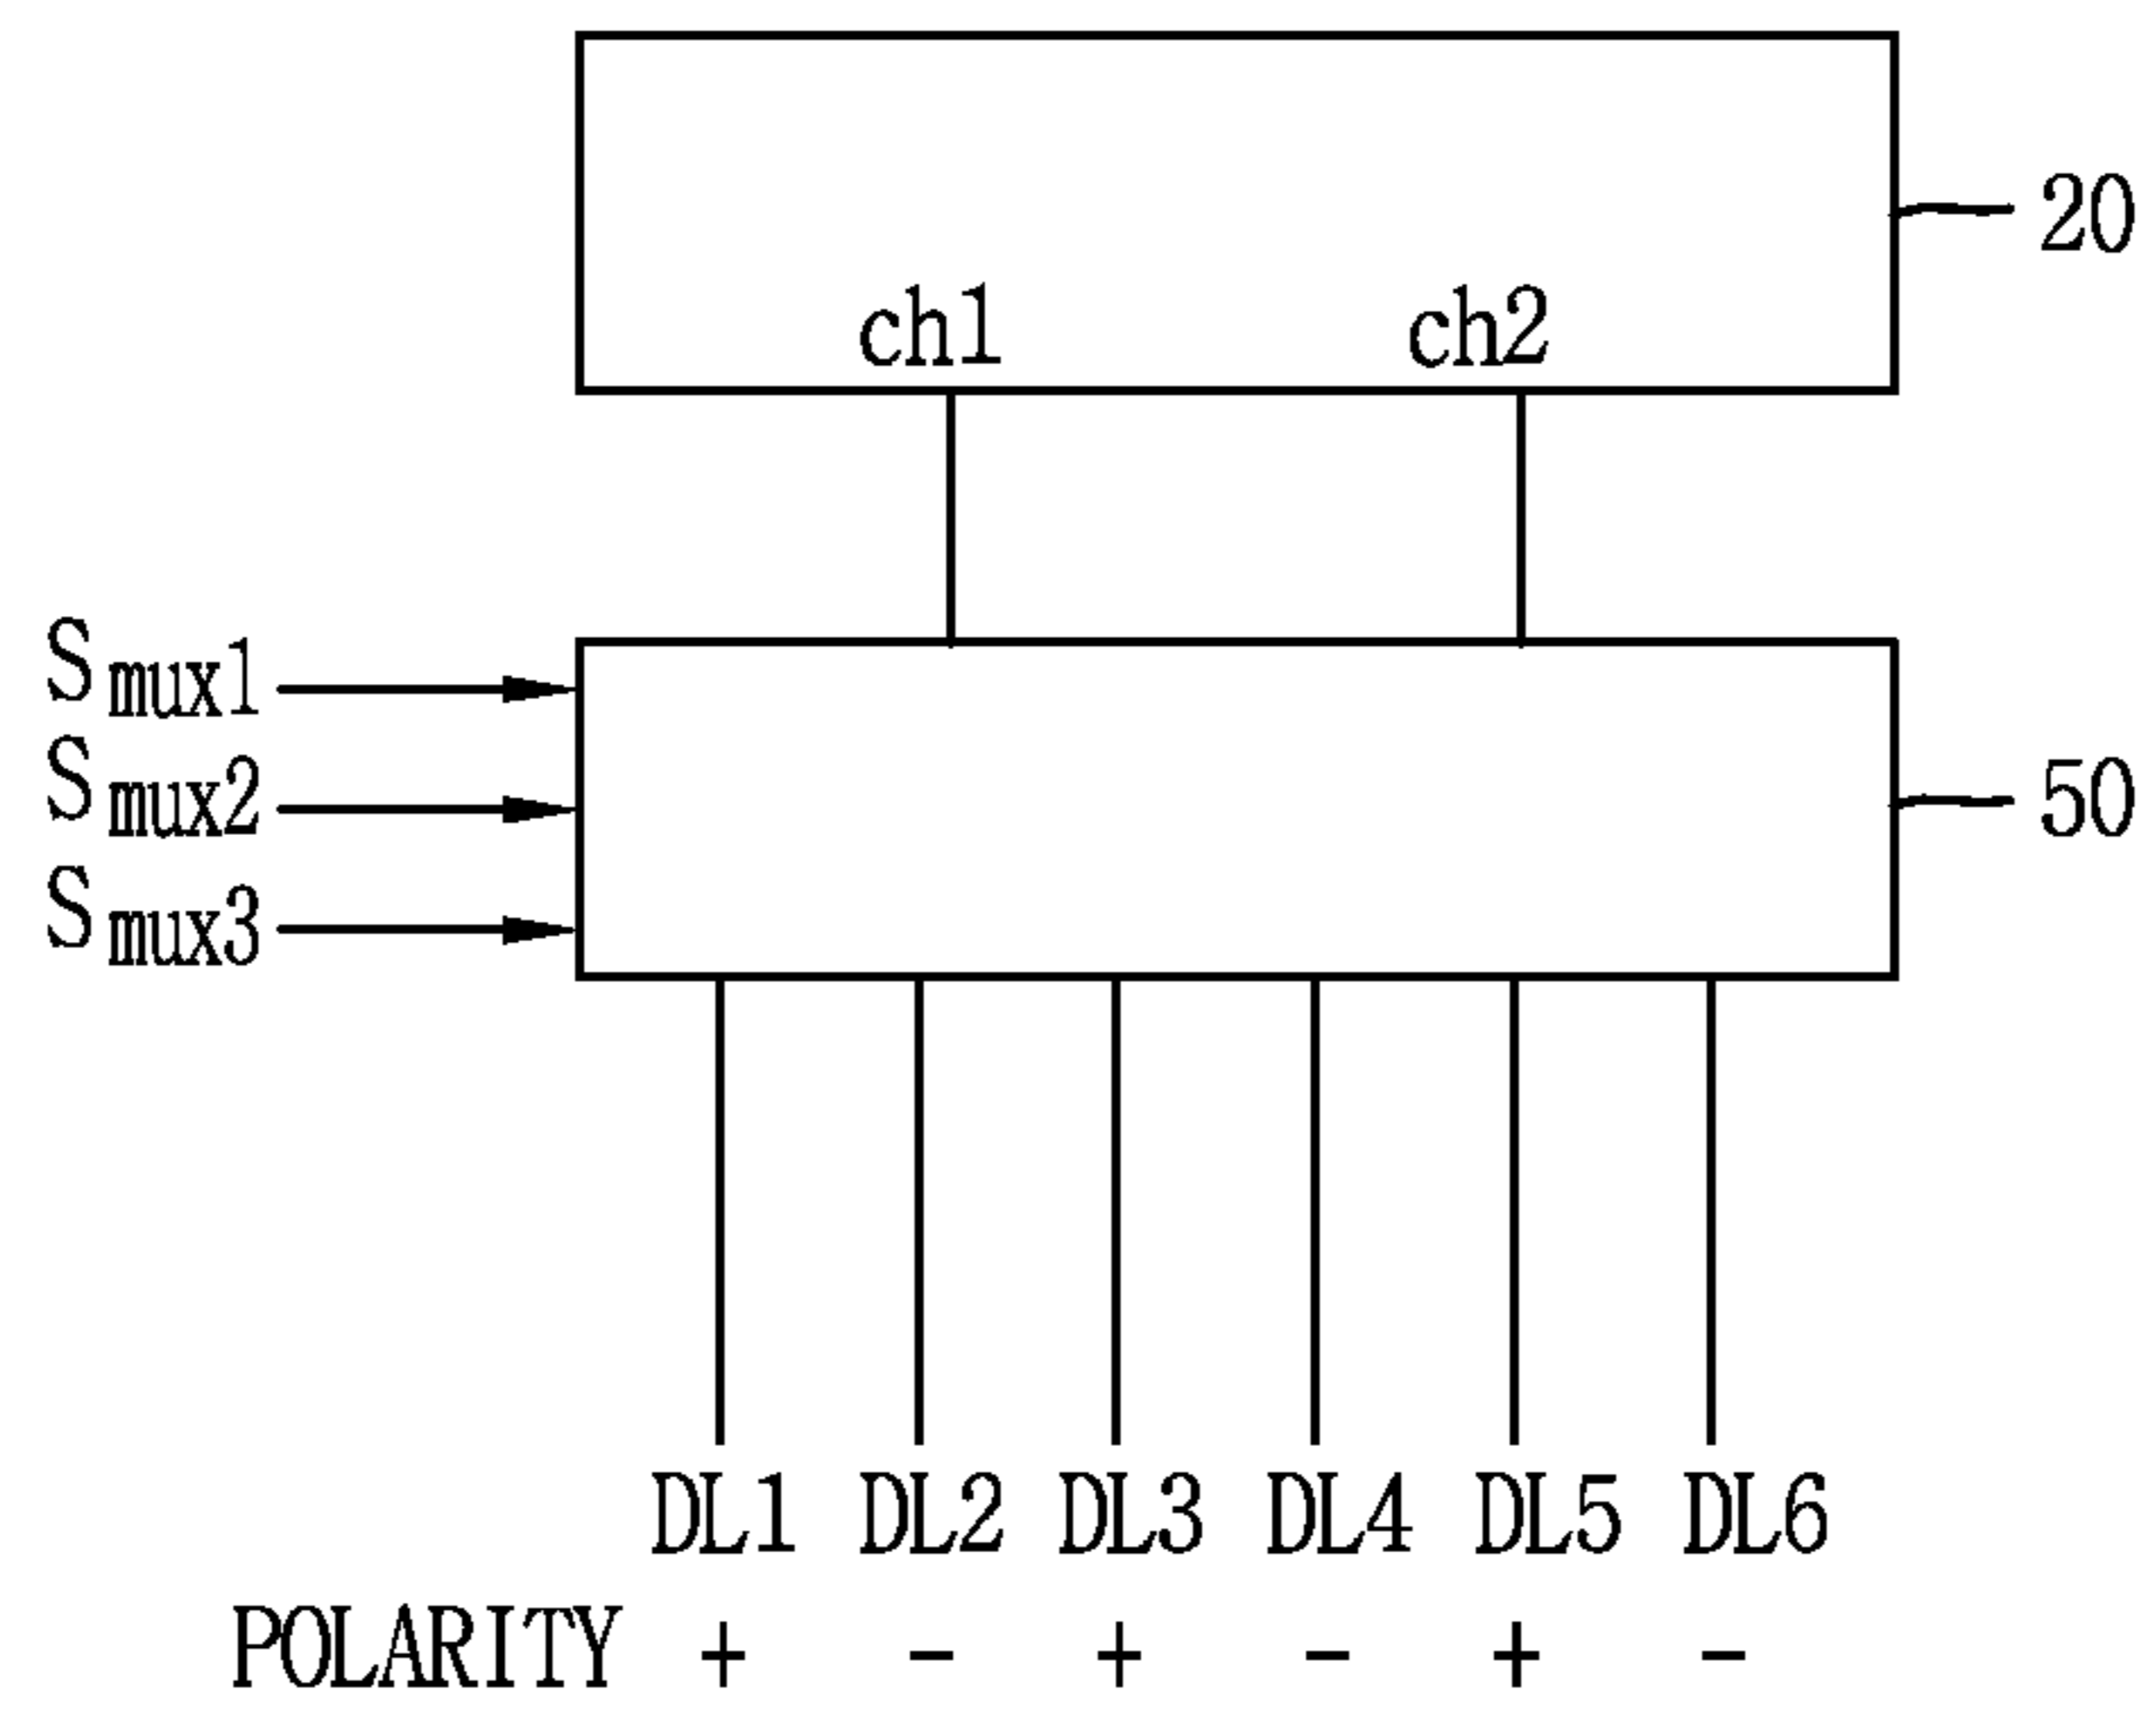 20
ch1 ch2
Smux1
Smux2
50
Smux3
DL1 DL2 DL3 DL4 DL5 DL6
POLARITY + - + - + -